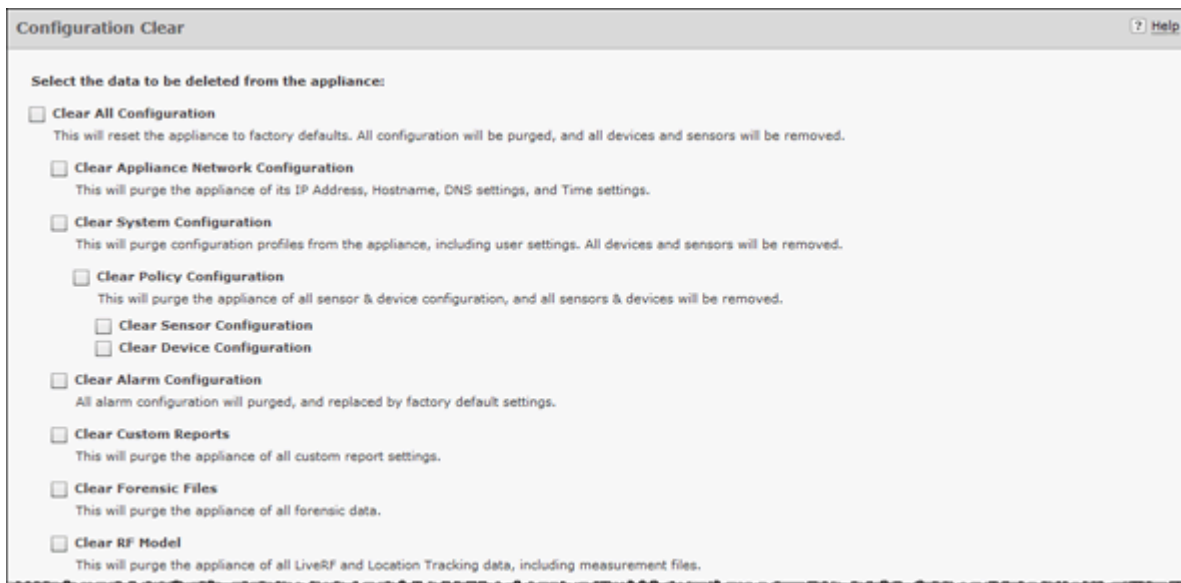 Configuration Clear
? Help
Select the data to be deleted from the appliance:
Clear All Configuration
This will reset the appliance to factory defaults. All configuration will be purged, and all devices and sensors will be removed.
Clear Appliance Network Configuration
This will purge the appliance of its IP Address, Hostname, DNS settings, and Time settings.
Clear System Configuration
This will purge configuration profiles from the appliance, including user settings. All devices and sensors will be removed.
Clear Policy Configuration
This will purge the appliance of all sensor & device configuration, and all sensors & devices will be removed.
Clear Sensor Configuration
Clear Device Configuration
Clear Alarm Configuration
All alarm configuration will purged, and replaced by factory default settings.
Clear Custom Reports
This will purge the appliance of all custom report settings.
Clear Forensic Files
This will purge the appliance of all forensic data.
Clear RF Model
This will purge the appliance of all LiveRF and Location Tracking data, including measurement files.